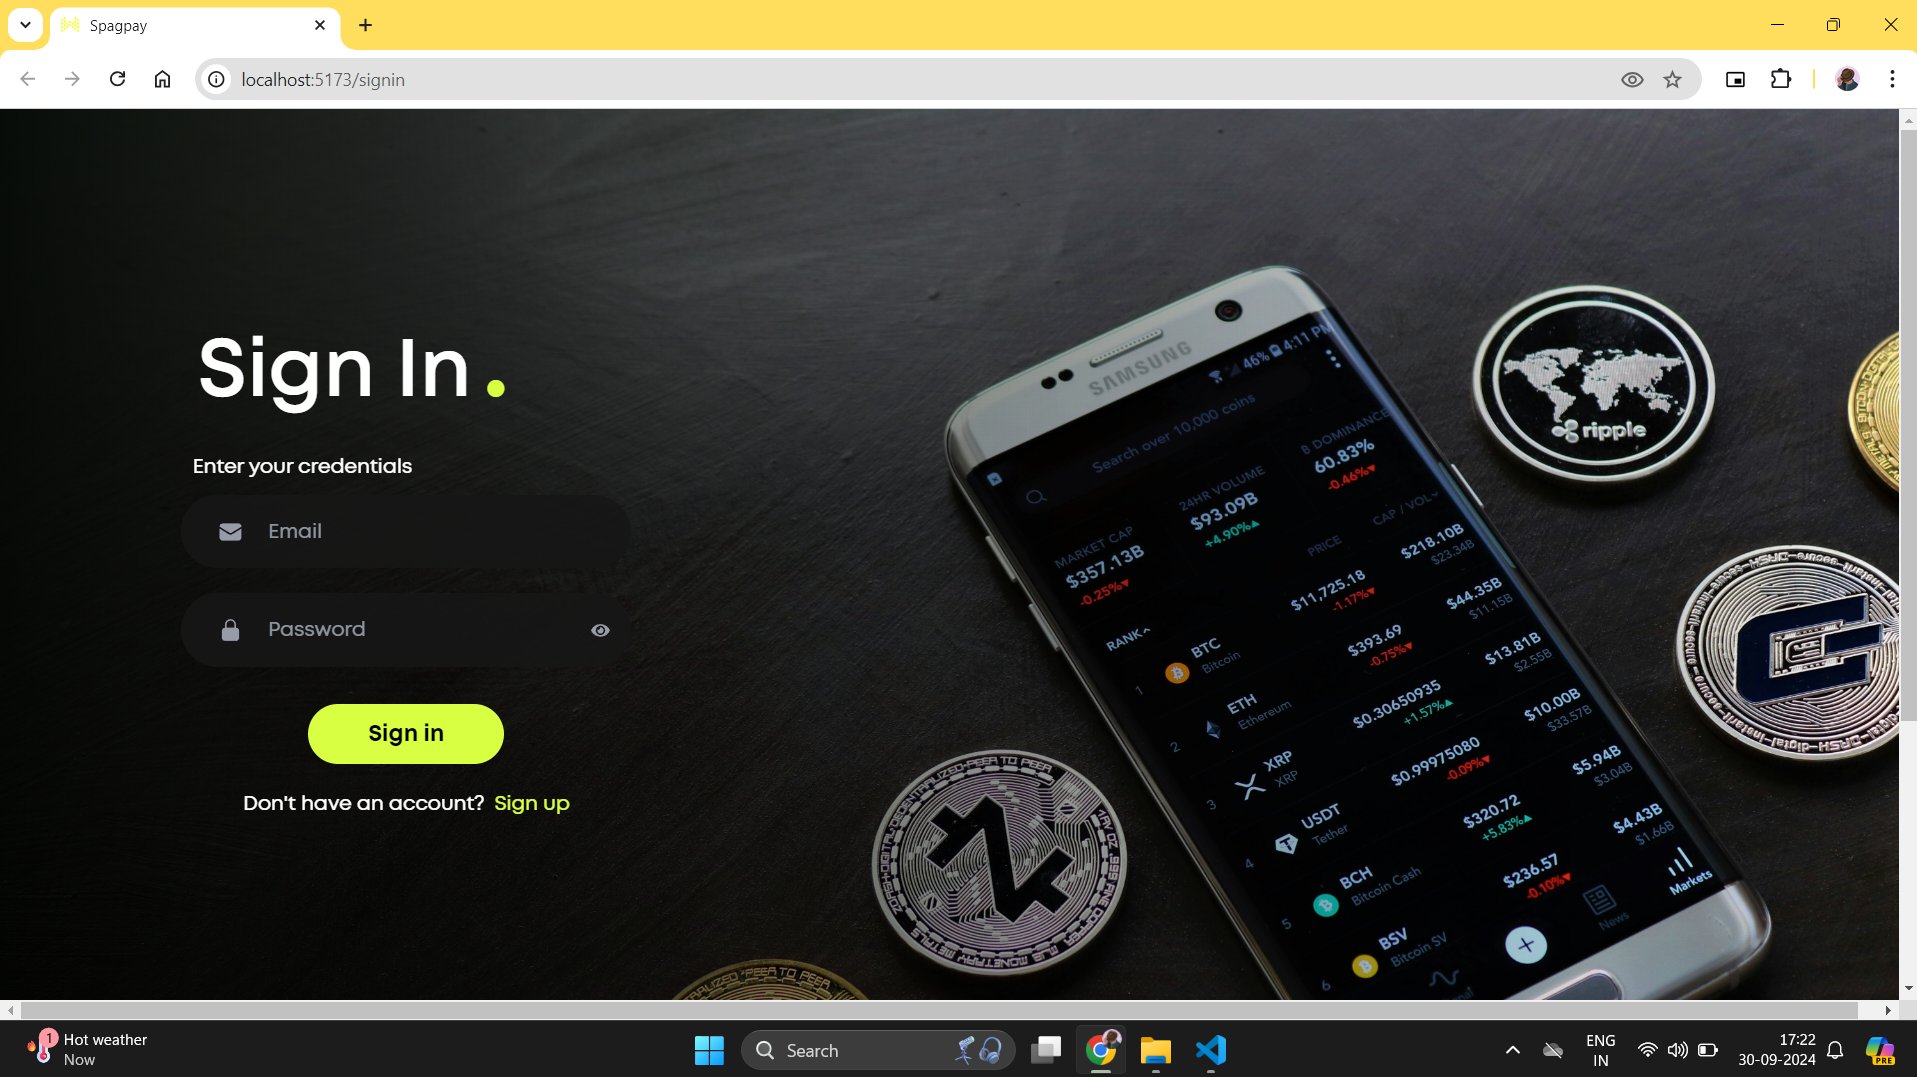 Spagpay
localhost:5173/signin
Sign In.
Enter your credentials
Email
Password
Sign in
Don't have an account? Sign up
SAMSUNG
46% 4:11 PM
Search over 10,000 coins
MARKET CAP
$357.13B
-0.25%▼
24HR VOLUME
$93.09B
+4.90%▲
B DOMINANCE
60.83%
-0.46%▼
RANK PRICE CAP / VOL
1 BTC Bitcoin $11,725.18 -1.17%▼ $218.10B $23.34B
2 ETH Ethereum $393.69 -0.75%▼ $44.35B $11.15B
3 XRP XRP $0.30650935 +1.57%▲ $13.81B $2.55B
4 USDT Tether $0.99975080 -0.09%▼ $10.00B $33.57B
5 BCH Bitcoin Cash $320.72 +5.83%▲ $5.94B $3.04B
6 BSV Bitcoin SV $236.57 -0.10%▼ $4.43B $1.66B
News
Markets
ripple
1
Hot weather
Now
Search
PRE
ENG
IN
17:22
30-09-2024